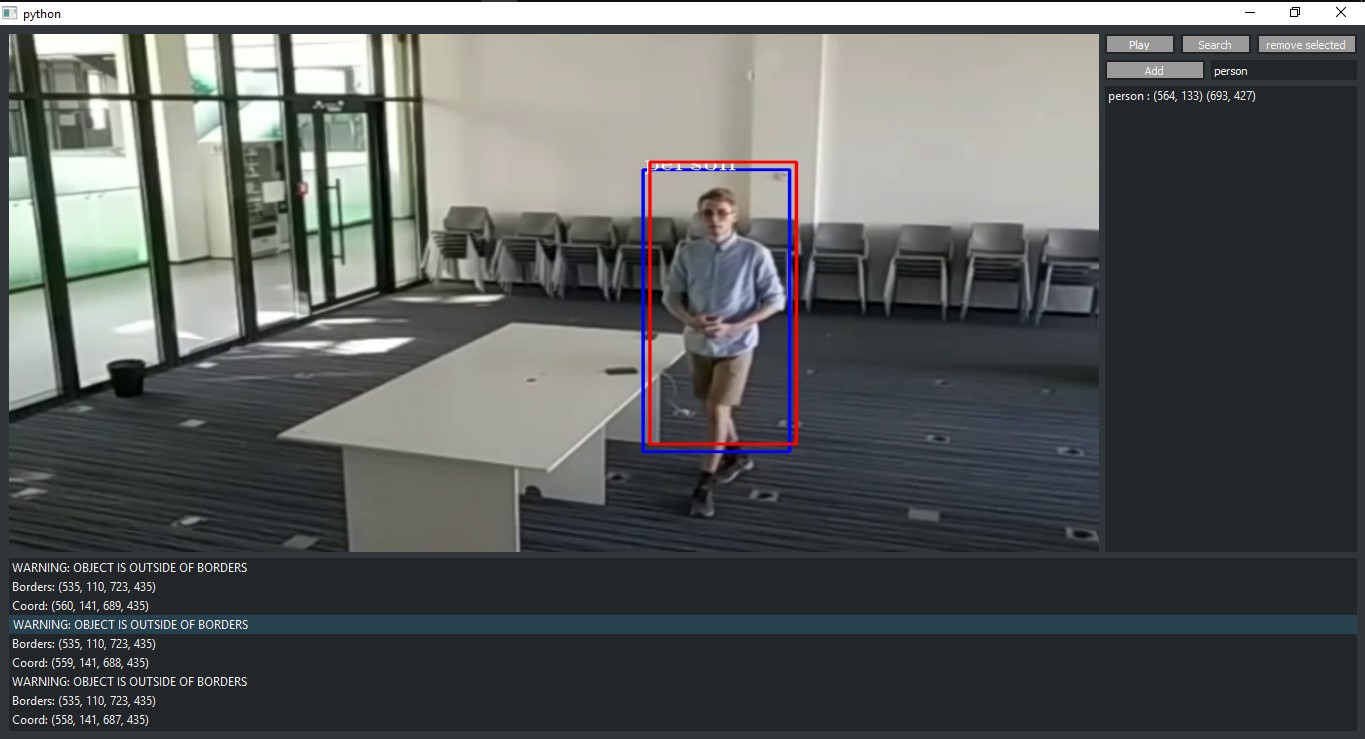 python
Play Search remove selected
Add person
person : (564, 133) (693, 427)
person
WARNING: OBJECT IS OUTSIDE OF BORDERS
Borders: (535, 110, 723, 435)
Coord: (560, 141, 689, 435)
WARNING: OBJECT IS OUTSIDE OF BORDERS
Borders: (535, 110, 723, 435)
Coord: (559, 141, 688, 435)
WARNING: OBJECT IS OUTSIDE OF BORDERS
Borders: (535, 110, 723, 435)
Coord: (558, 141, 687, 435)